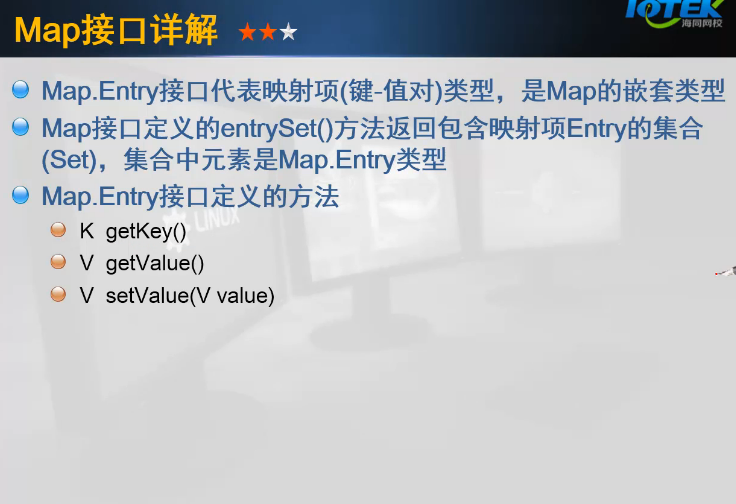 Map接口详解
IOTEK
海同网校
Map.Entry接口代表映射项(键-值对)类型，是Map的嵌套类型
Map接口定义的entrySet()方法返回包含映射项Entry的集合
(Set)，集合中元素是Map.Entry类型
Map.Entry接口定义的方法
LINUX
K getKey()
V getValue()
V setValue(V value)